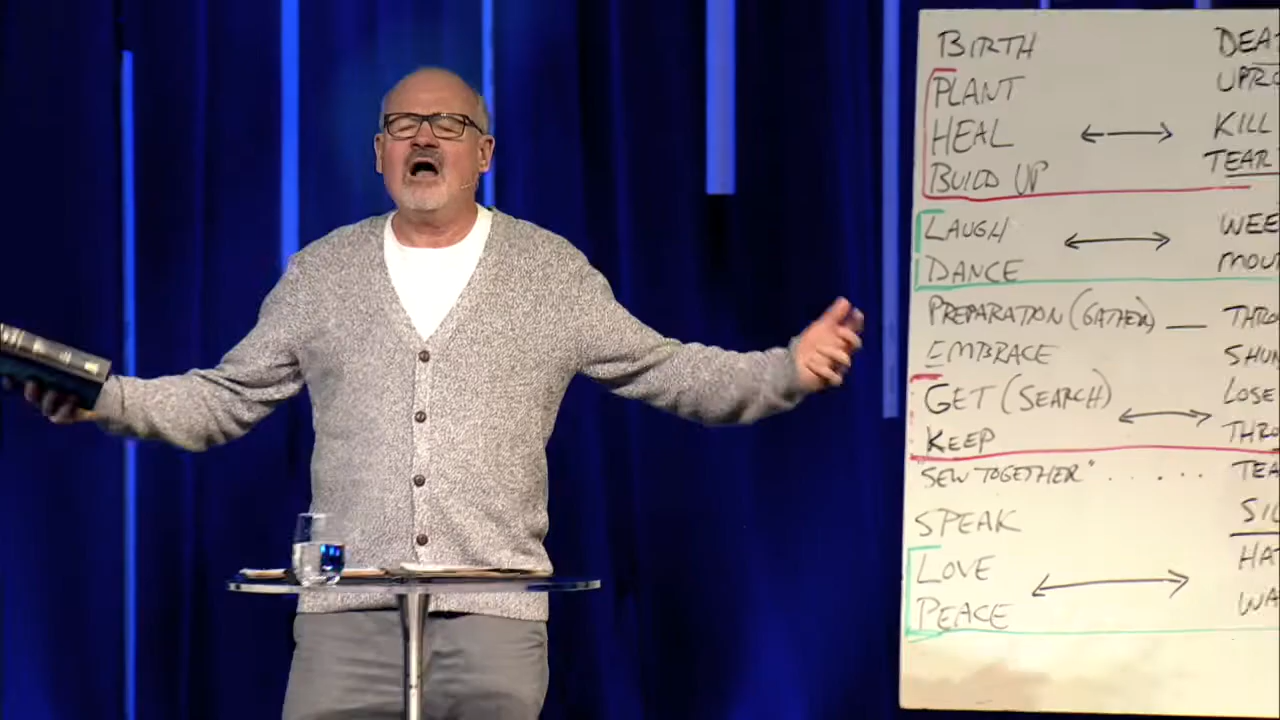 BIRTH DEA
PLANT UPRO
HEAL KILL
BUILD UP TEAR
LAUGH WEE
DANCE MOU
PREPARATION (GATHER) THRO
EMBRACE SHUN
GET (SEARCH) LOSE
KEEP THRO
SEW TOGETHER" . . . . . TEA
SPEAK SIL
LOVE HA
PEACE WA